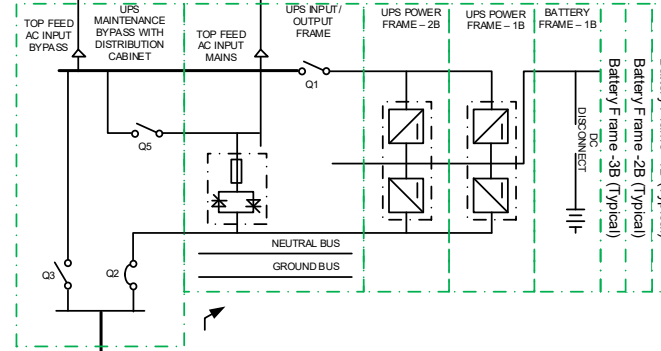 TOP FEED
AC INPUT
BYPASS
UPS
MAINTENANCE
BYPASS WITH
DISTRIBUTION
CABINET
TOP FEED
AC INPUT
MAINS
UPS INPUT /
OUTPUT
FRAME
UPS POWER
FRAME – 2B
UPS POWER
FRAME – 1B
BATTERY
FRAME – 1B
Q1
Q5
DC
DISCONNECT
Battery Frame -2B (Typical)
Battery Frame -3B (Typical)
NEUTRAL BUS
GROUND BUS
Q3
Q2